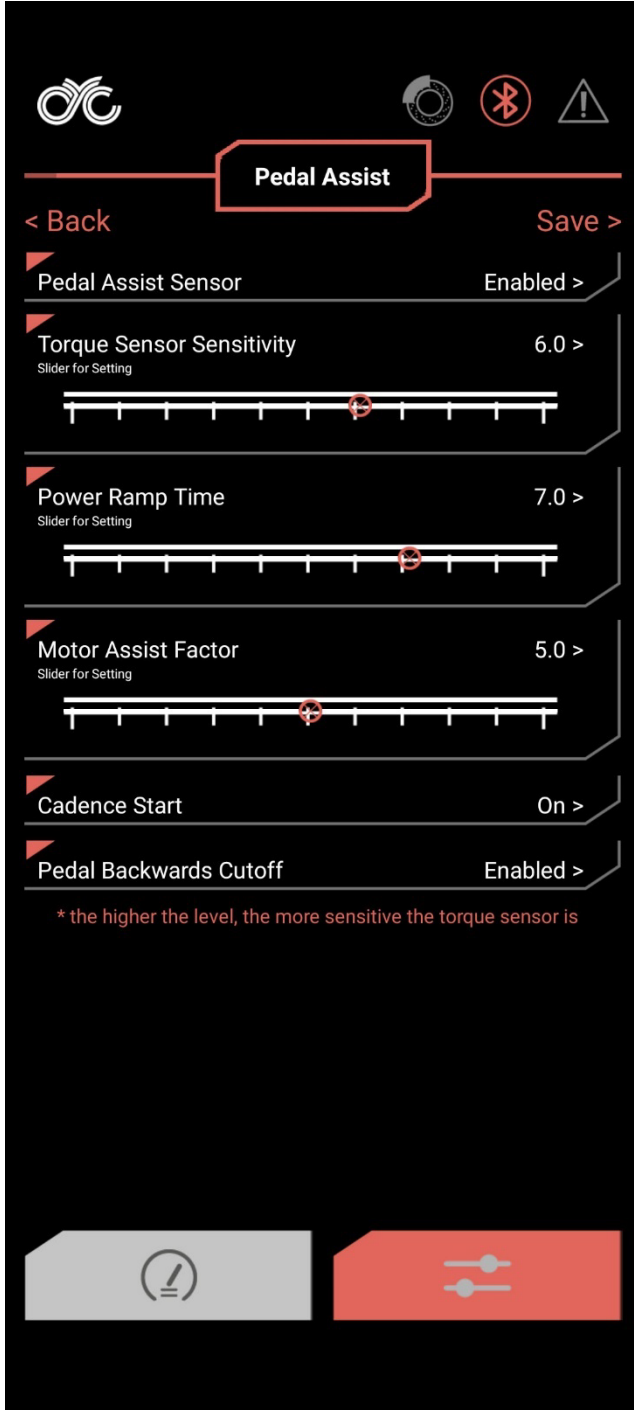 Pedal Assist
< Back Save >
Pedal Assist Sensor Enabled >
Torque Sensor Sensitivity 6.0 >
Slider for Setting
Power Ramp Time 7.0 >
Slider for Setting
Motor Assist Factor 5.0 >
Slider for Setting
Cadence Start On >
Pedal Backwards Cutoff Enabled >
* the higher the level, the more sensitive the torque sensor is